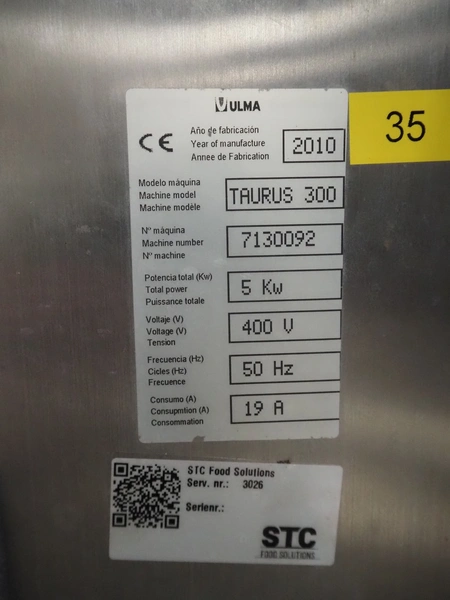 ULMA
35
CE
Año de fabricación
Year of manufacture
Annee de Fabrication
2010
Modelo máquina
Machine model
Machine modèle
TAURUS 300
Nº máquina
Machine number
Nº machine
7130092
Potencia total (Kw)
Total power
Puissance totale
5 Kw
Voltaje (V)
Voltage (V)
Tension
400 V
Frecuencia (Hz)
Cicles (Hz)
Frecuence
50 Hz
Consumo (A)
Consupmtion (A)
Consommation
19 A
STC Food Solutions
Serv. nr.: 3026
Serienr.:
STC
..FOOD SOLUTIONS..